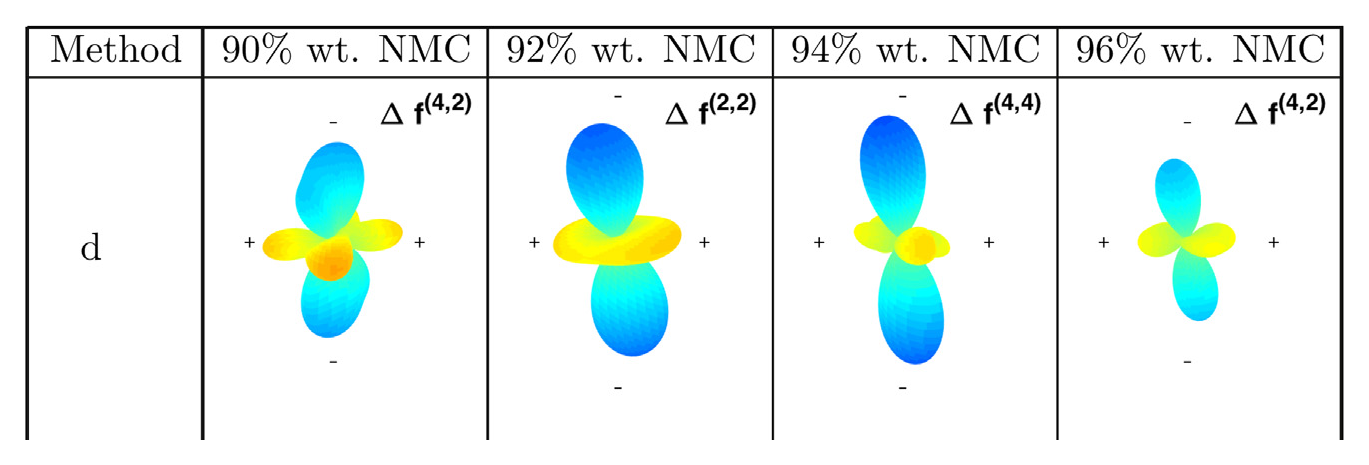 Method 90% wt. NMC 92% wt. NMC 94% wt. NMC 96% wt. NMC
Δ f(4,2) Δ f(2,2) Δ f(4,4) Δ f(4,2)
- - - -
d + + + + + + + +
- - - -